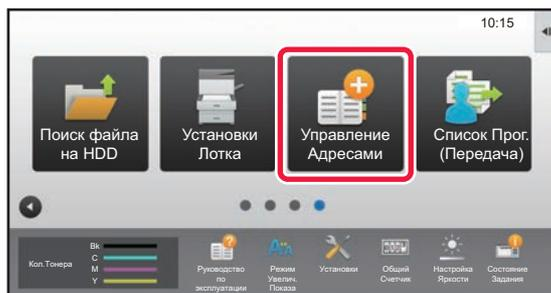 10:15
Поиск файла
на HDD
Установки
Лотка
Управление
Адресами
Список Прог.
(Передача)
Кол.Тонера
Bk
C
M
Y
Руководство
по
эксплуатации
Режим
Увелич.
Показа
Установки
Общий
Счетчик
Настройка
Яркости
Состояние
Задания